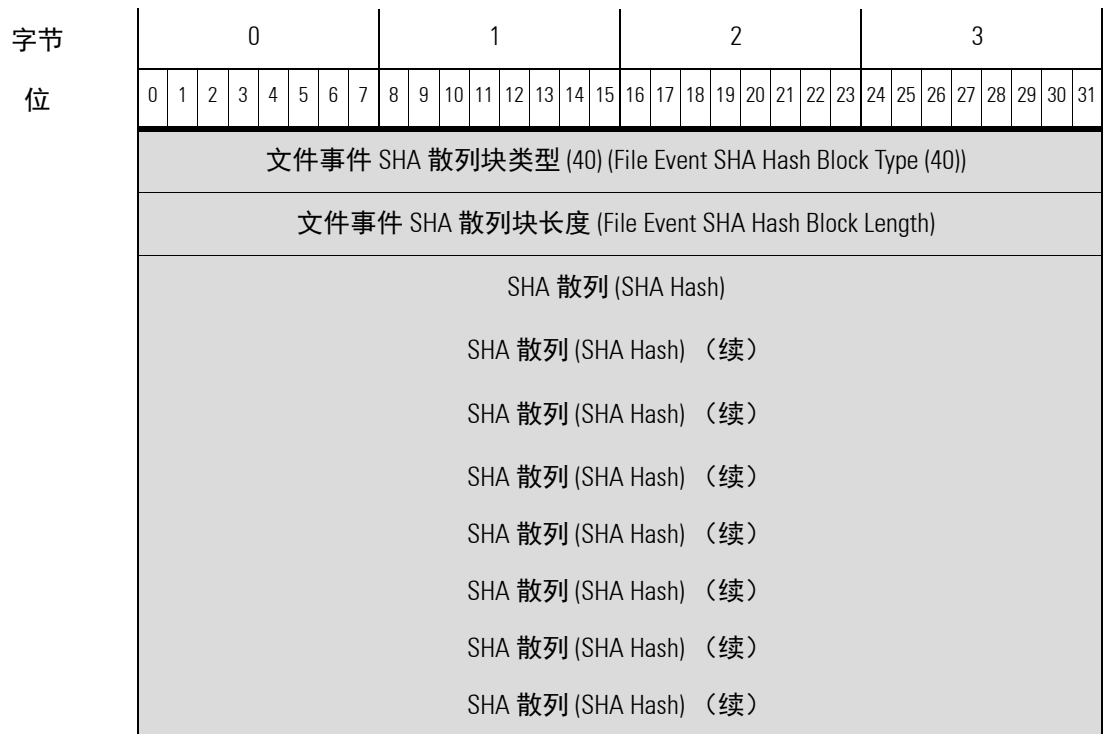 字节 0 1 2 3
位 0 1 2 3 4 5 6 7 8 9 10 11 12 13 14 15 16 17 18 19 20 21 22 23 24 25 26 27 28 29 30 31
文件事件 SHA 散列块类型 (40) (File Event SHA Hash Block Type (40))
文件事件 SHA 散列块长度 (File Event SHA Hash Block Length)
SHA 散列 (SHA Hash)
SHA 散列 (SHA Hash) （续）
SHA 散列 (SHA Hash) （续）
SHA 散列 (SHA Hash) （续）
SHA 散列 (SHA Hash) （续）
SHA 散列 (SHA Hash) （续）
SHA 散列 (SHA Hash) （续）
SHA 散列 (SHA Hash) （续）